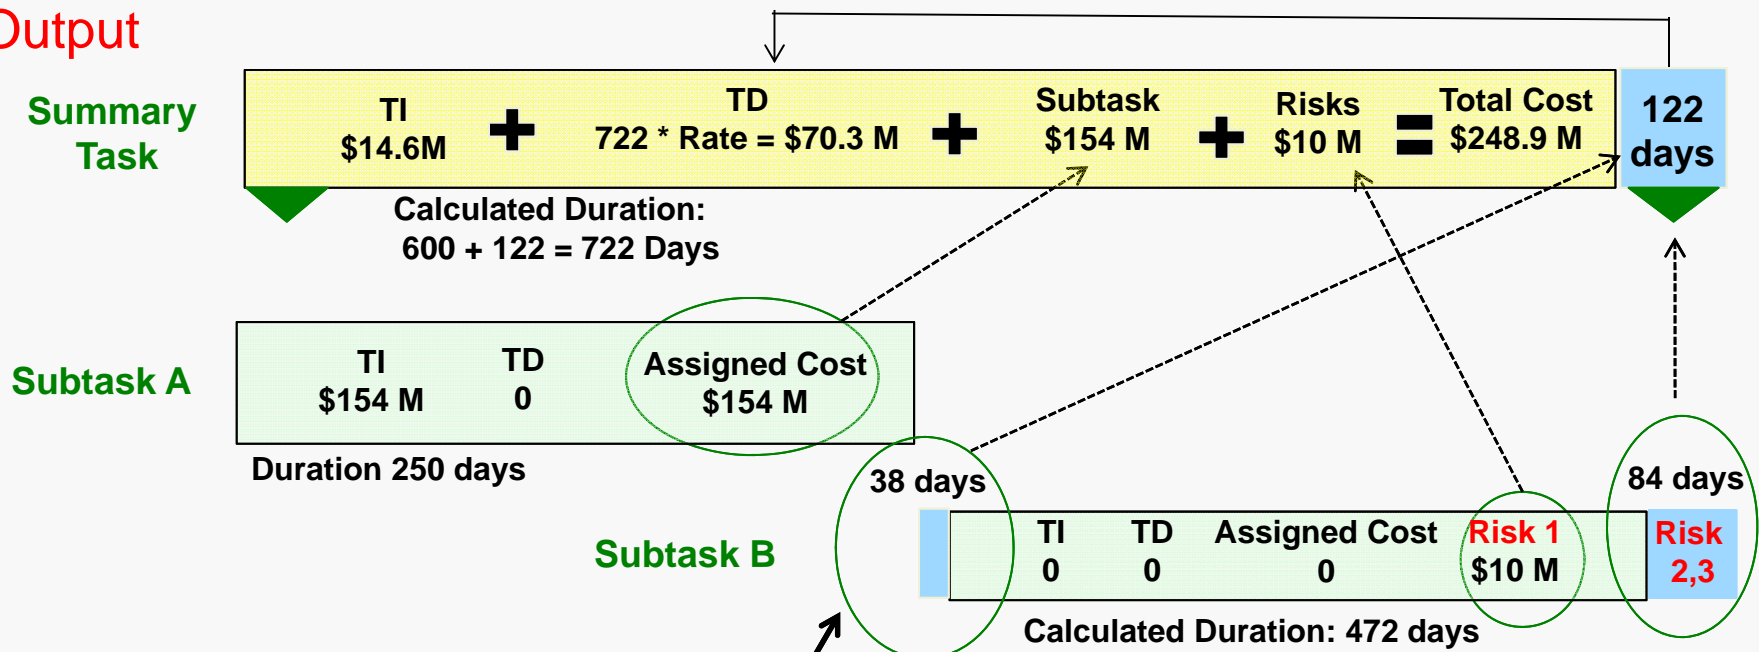 Output
Summary
Task
TI
$14.6M
+
TD
722 * Rate = $70.3 M
+
Subtask
$154 M
+
Risks
$10 M
=
Total Cost
$248.9 M
122
days
Calculated Duration:
600 + 122 = 722 Days
Subtask A
TI
$154 M
TD
0
Assigned Cost
$154 M
Duration 250 days
38 days
84 days
Subtask B
TI
0
TD
0
Assigned Cost
0
Risk 1
$10 M
Risk
2,3
Calculated Duration: 472 days